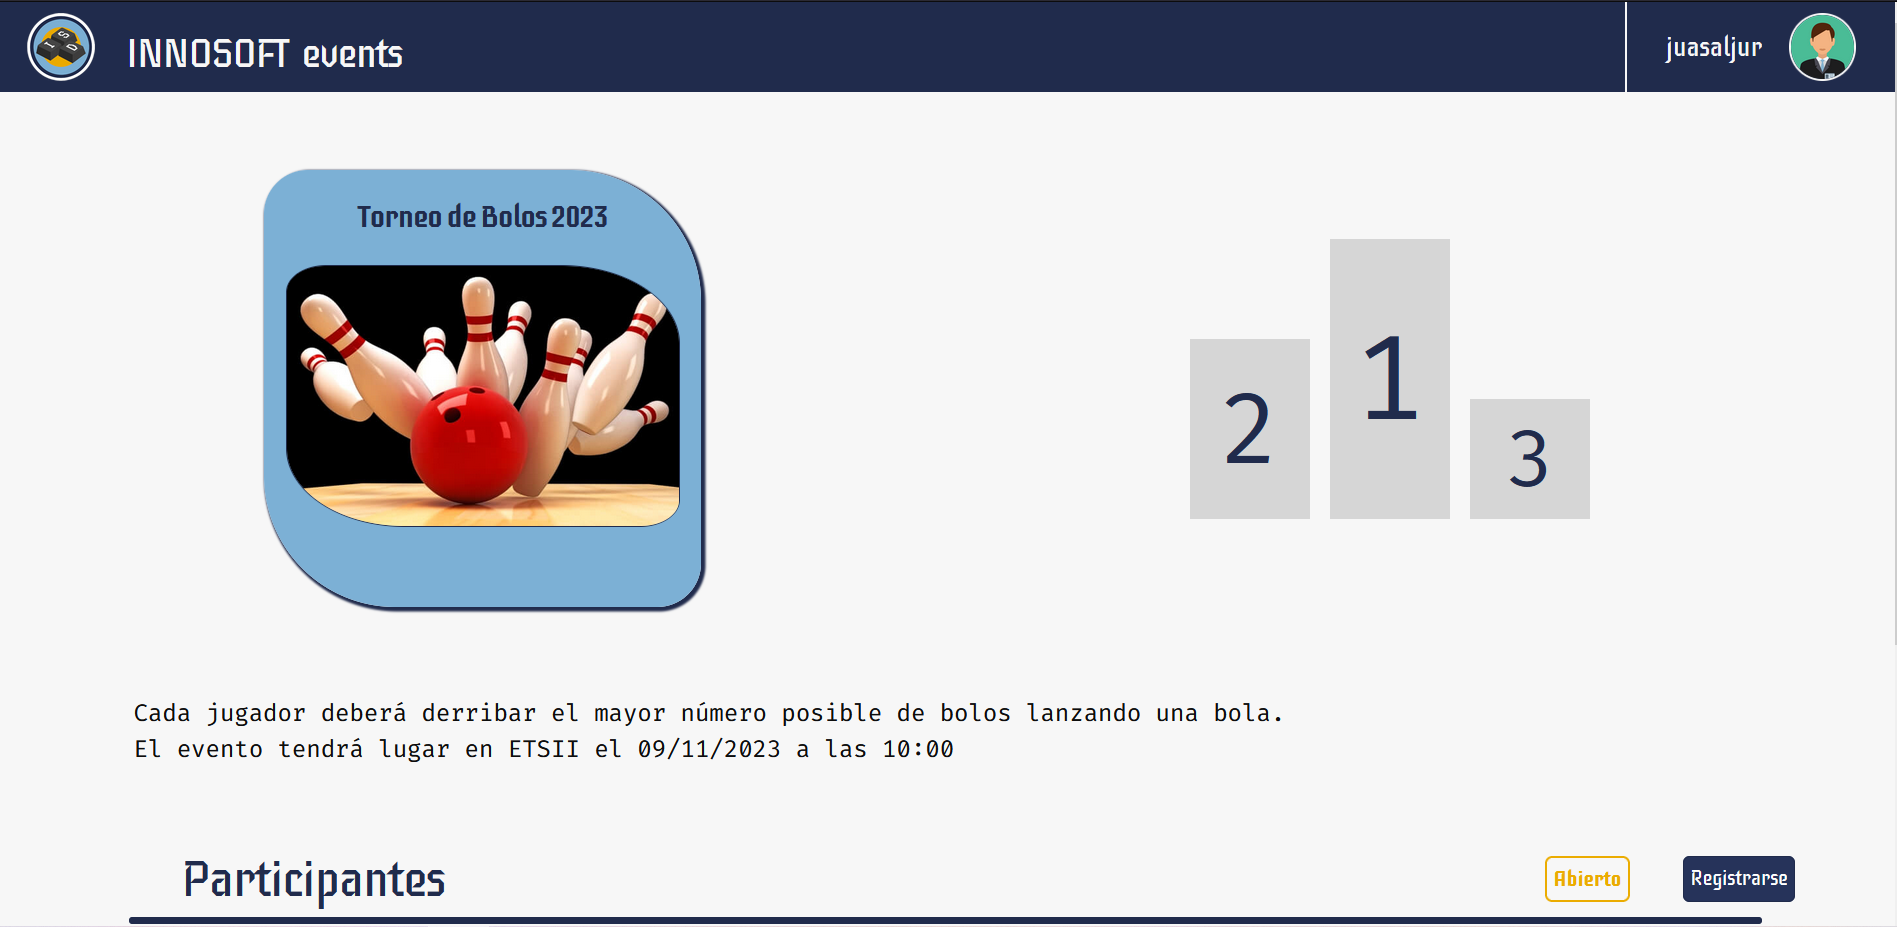 INNOSOFT events
juasaljur
Torneo de Bolos 2023
2
1
3
Cada jugador deberá derribar el mayor número posible de bolos lanzando una bola.
El evento tendrá lugar en ETSII el 09/11/2023 a las 10:00
Participantes
Abierto
Registrarse